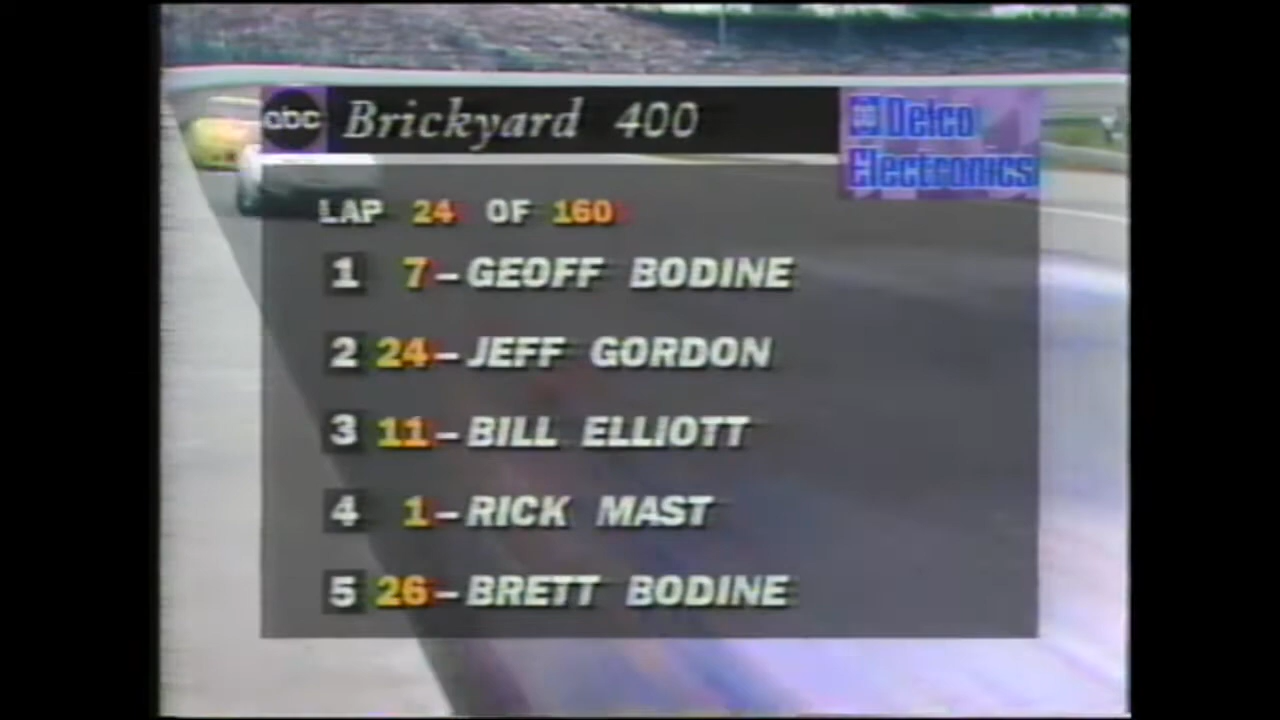 abc Brickyard 400
Delco
Electronics
LAP 24 OF 160
1 7-GEOFF BODINE
2 24-JEFF GORDON
3 11-BILL ELLIOTT
4 1-RICK MAST
5 26-BRETT BODINE